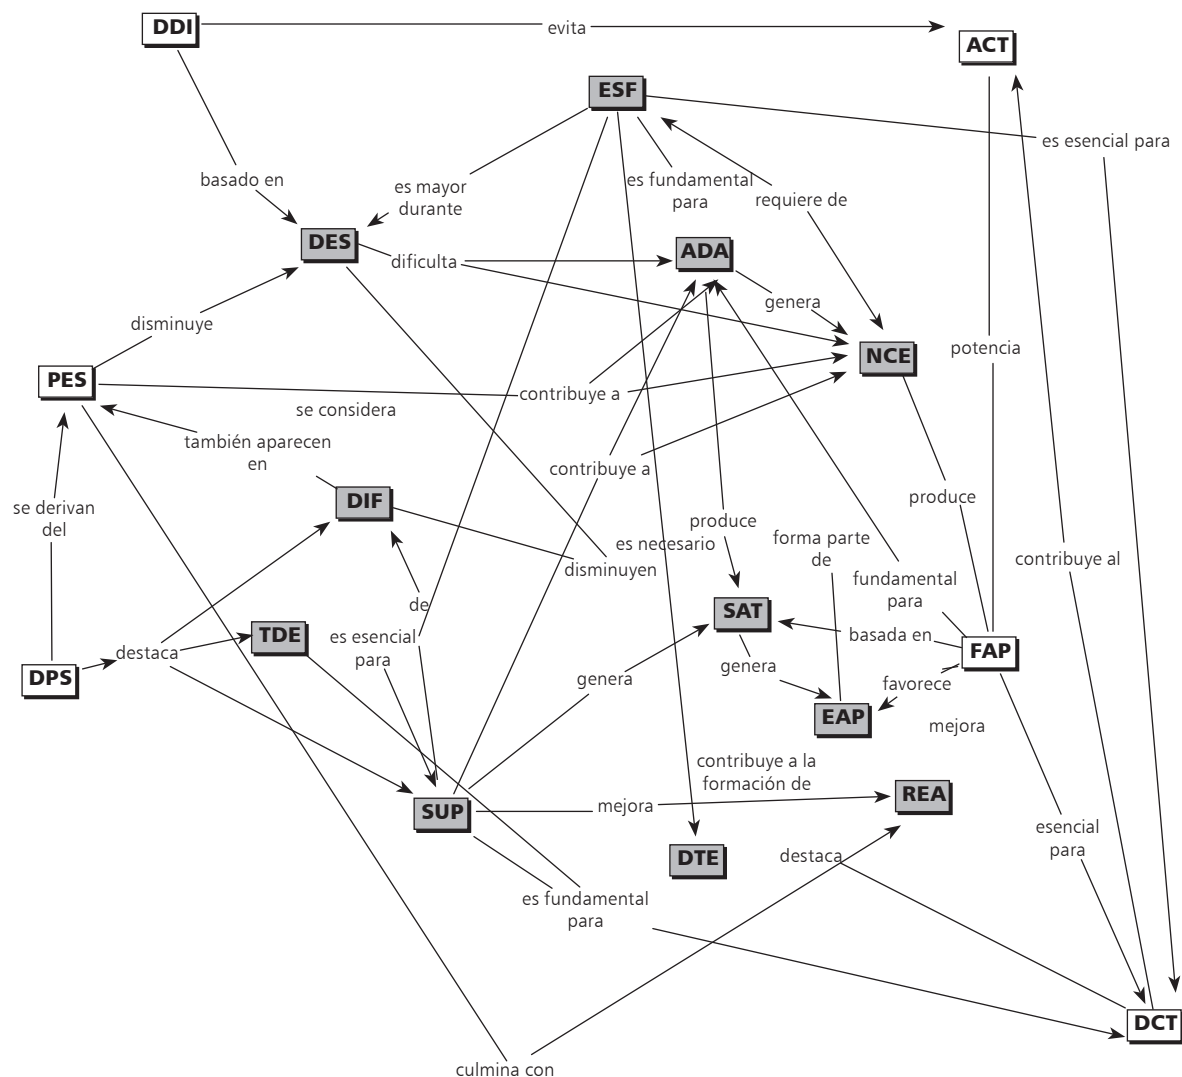 DDI
evita
ACT
ESF
es esencial para
basado en
es mayor
durante
es fundamental
para
requiere de
DES
dificulta
ADA
genera
disminuye
NCE
potencia
PES
contribuye a
se considera
también aparecen
en
contribuye a
DIF
se derivan
del
produce
produce
es necesario
forma parte
de
disminuyen
contribuye al
fundamental
para
de
TDE
SAT
es esencial
para
basada en
destaca
FAP
DPS
genera
genera
favorece
EAP
mejora
contribuye a la
formación de
SUP
mejora
REA
esencial
para
DTE
destaca
es fundamental
para
DCT
culmina con